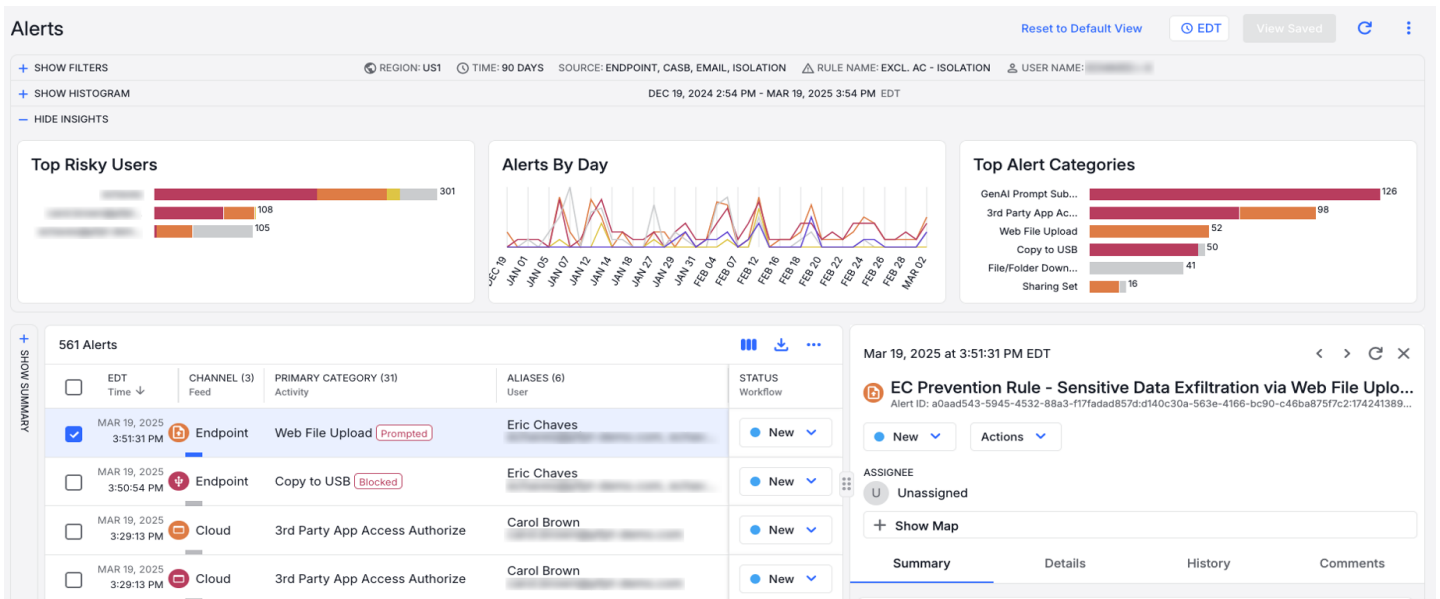 Alerts
Reset to Default View
EDT
View Saved
SHOW FILTERS
REGION: US1
TIME: 90 DAYS
SOURCE: ENDPOINT, CASB, EMAIL, ISOLATION
RULE NAME: EXCL. AC - ISOLATION
USER NAME:
SHOW HISTOGRAM
DEC 19, 2024 2:54 PM - MAR 19, 2025 3:54 PM EDT
HIDE INSIGHTS
Top Risky Users
301
108
105
Alerts By Day
DEC 19
JAN 01
JAN 05
JAN 07
JAN 12
JAN 14
JAN 18
JAN 27
JAN 29
JAN 31
FEB 04
FEB 07
FEB 12
FEB 16
FEB 18
FEB 20
FEB 22
FEB 24
FEB 26
FEB 28
MAR 02
Top Alert Categories
GenAI Prompt Sub... 126
3rd Party App Ac... 98
Web File Upload 52
Copy to USB 50
File/Folder Down... 41
Sharing Set 16
SHOW SUMMARY
561 Alerts
EDT
Time
CHANNEL (3)
Feed
PRIMARY CATEGORY (31)
Activity
ALIASES (6)
User
STATUS
Workflow
MAR 19, 2025
3:51:31 PM
Endpoint
Web File Upload Prompted
Eric Chaves
New
MAR 19, 2025
3:50:54 PM
Endpoint
Copy to USB Blocked
Eric Chaves
New
MAR 19, 2025
3:29:13 PM
Cloud
3rd Party App Access Authorize
Carol Brown
New
MAR 19, 2025
3:29:13 PM
Cloud
3rd Party App Access Authorize
Carol Brown
New
Mar 19, 2025 at 3:51:31 PM EDT
EC Prevention Rule - Sensitive Data Exfiltration via Web File Uplo...
Alert ID: a0aad543-5945-4532-88a3-f17fadad857d:d140c30a-563e-4166-bc90-c46ba875f7c2:174241389...
New
Actions
ASSIGNEE
U Unassigned
Show Map
Summary
Details
History
Comments